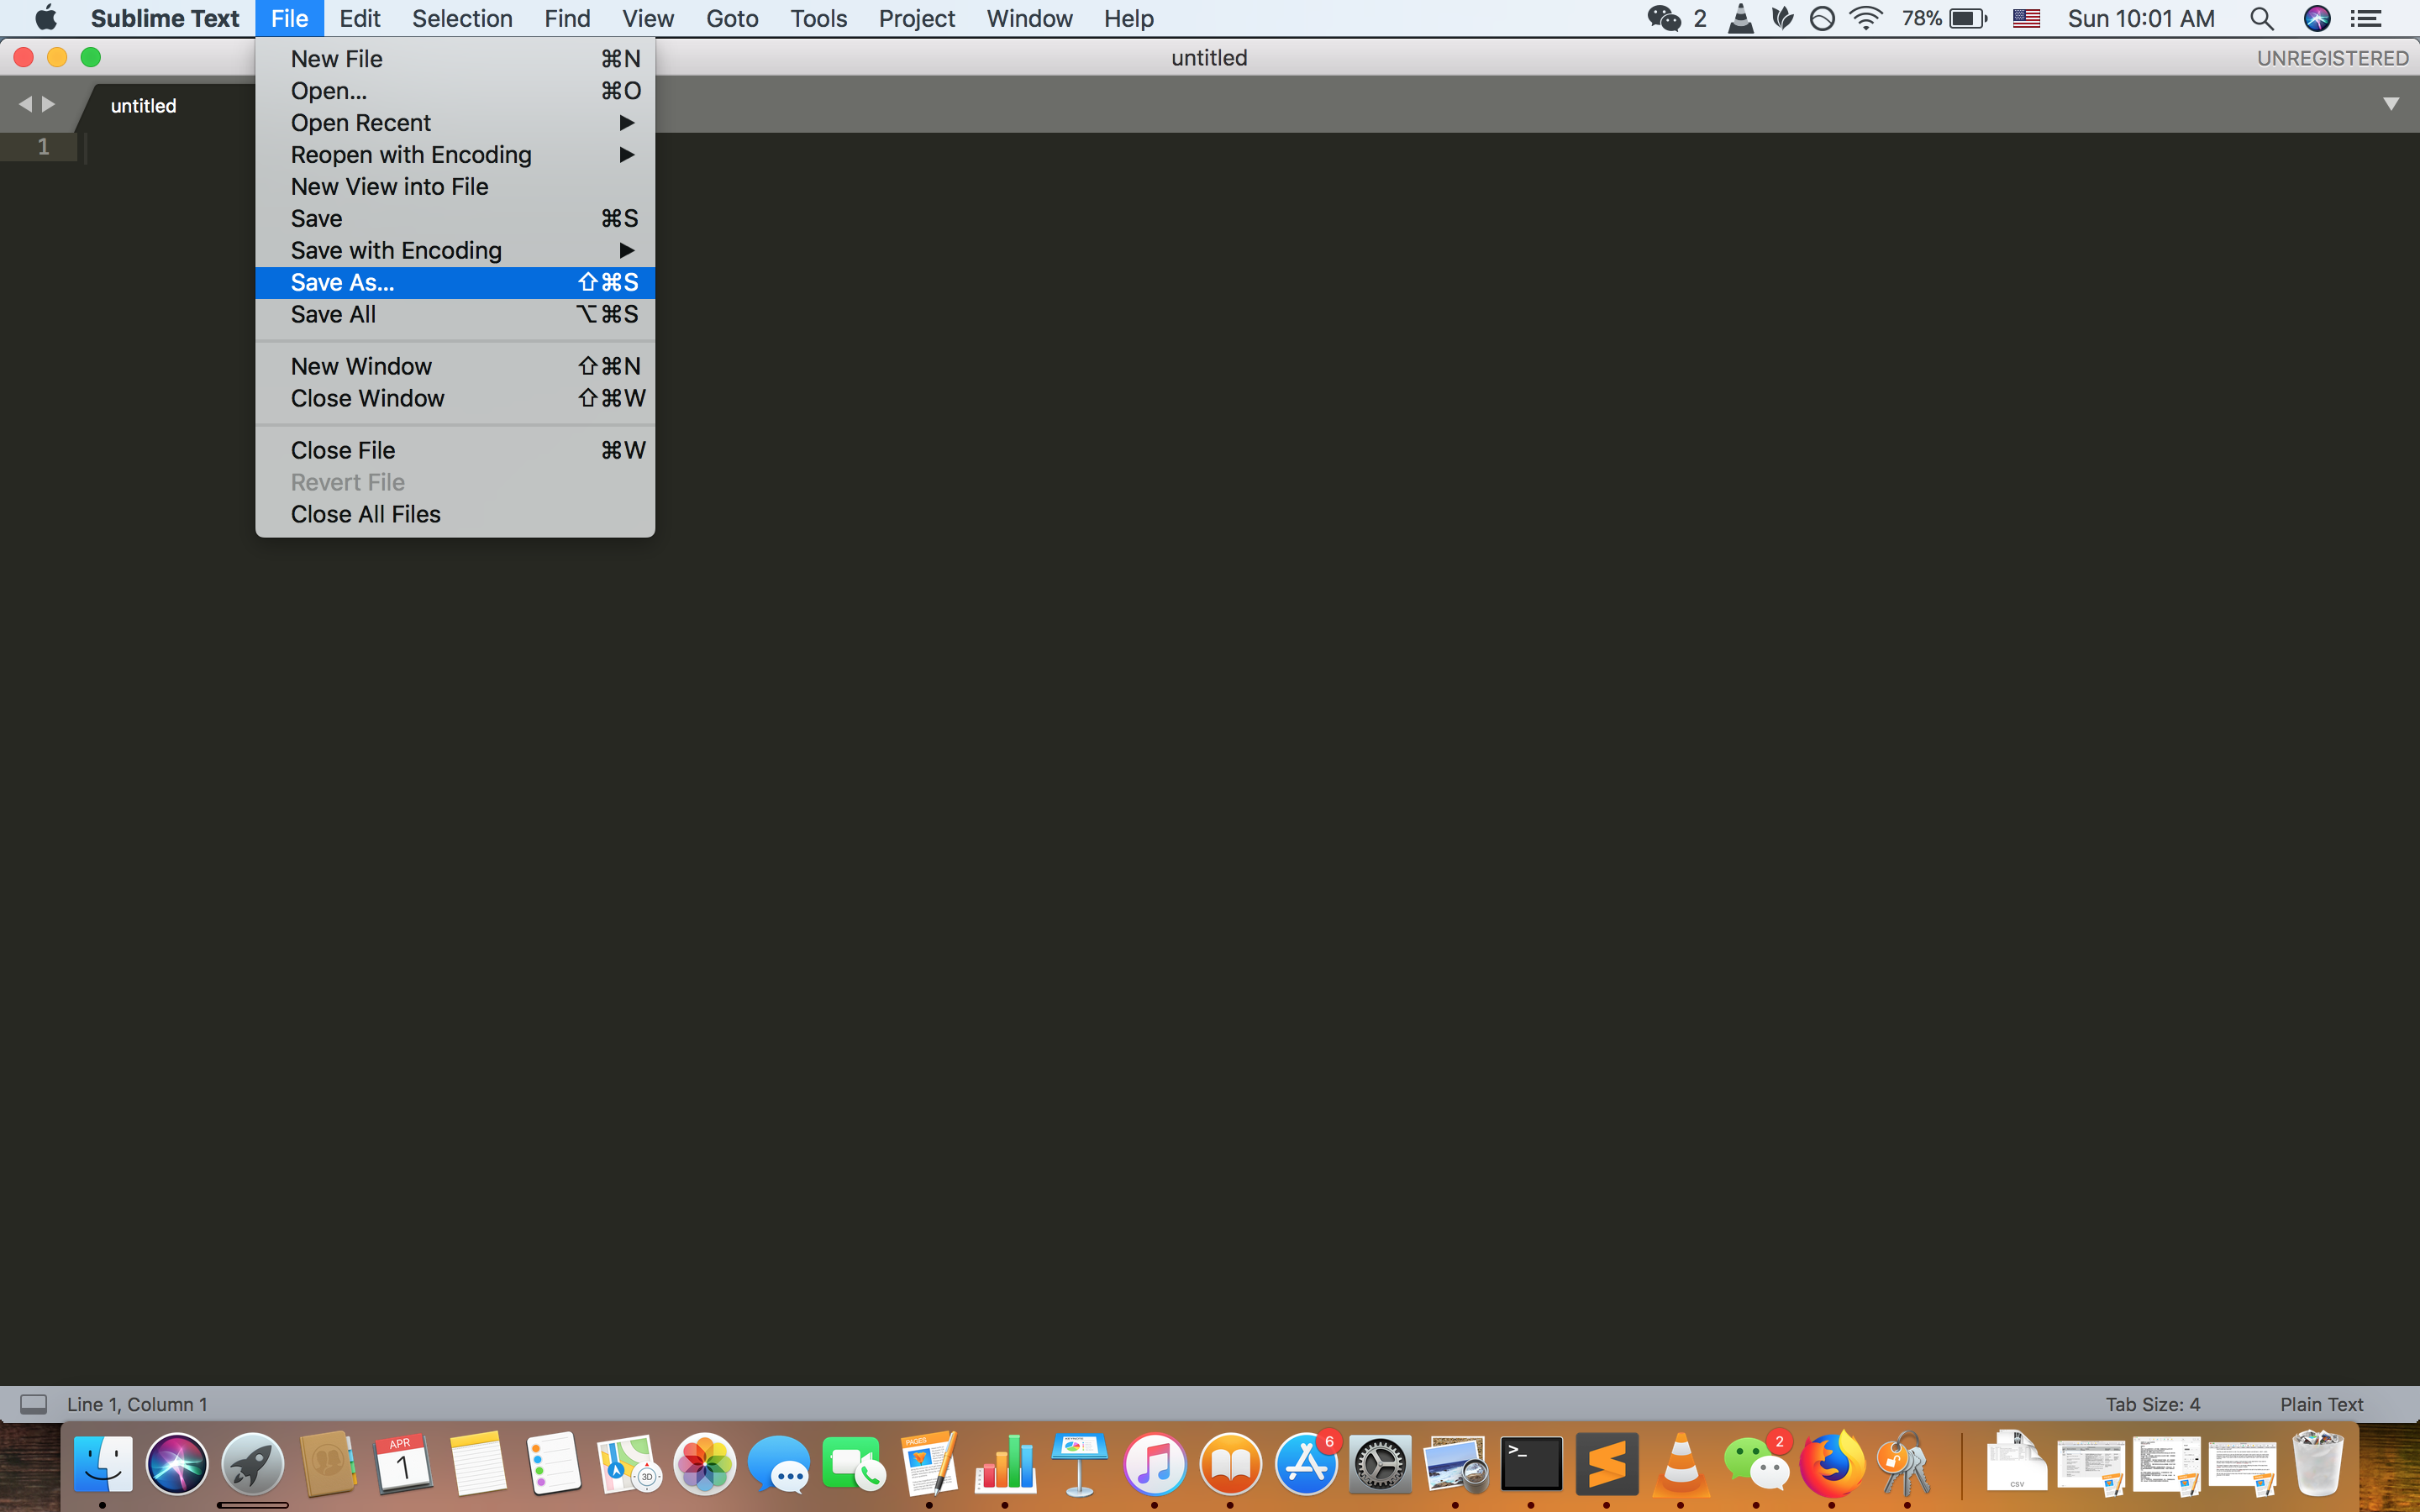 Sublime Text File Edit Selection Find View Goto Tools Project Window Help 2 78% Sun 10:01 AM
untitled UNREGISTERED
untitled
1
New File ⌘N
Open... ⌘O
Open Recent ▶
Reopen with Encoding ▶
New View into File
Save ⌘S
Save with Encoding ▶
Save As... ⇧⌘S
Save All ⌥⌘S
New Window ⇧⌘N
Close Window ⇧⌘W
Close File ⌘W
Revert File
Close All Files
Line 1, Column 1 Tab Size: 4 Plain Text
APR
1
3D
PAGES
6
>_
2
CSV